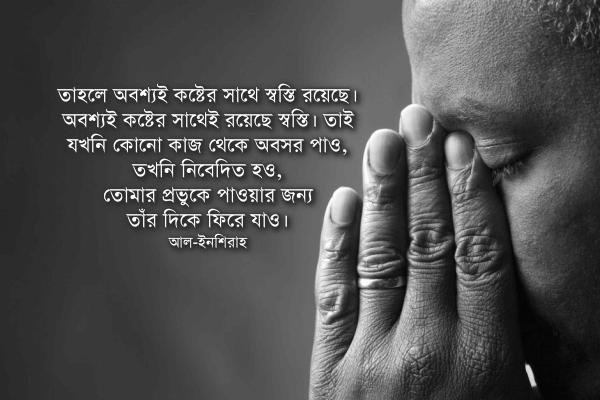 তাহলে অবশ্যই কষ্টের সাথে স্বস্তি রয়েছে।
অবশ্যই কষ্টের সাথেই রয়েছে স্বস্তি। তাই
যখনি কোনো কাজ থেকে অবসর পাও,
তখনি নিবেদিত হও,
তোমার প্রভুকে পাওয়ার জন্য
তাঁর দিকে ফিরে যাও।
আল-ইনশিরাহ